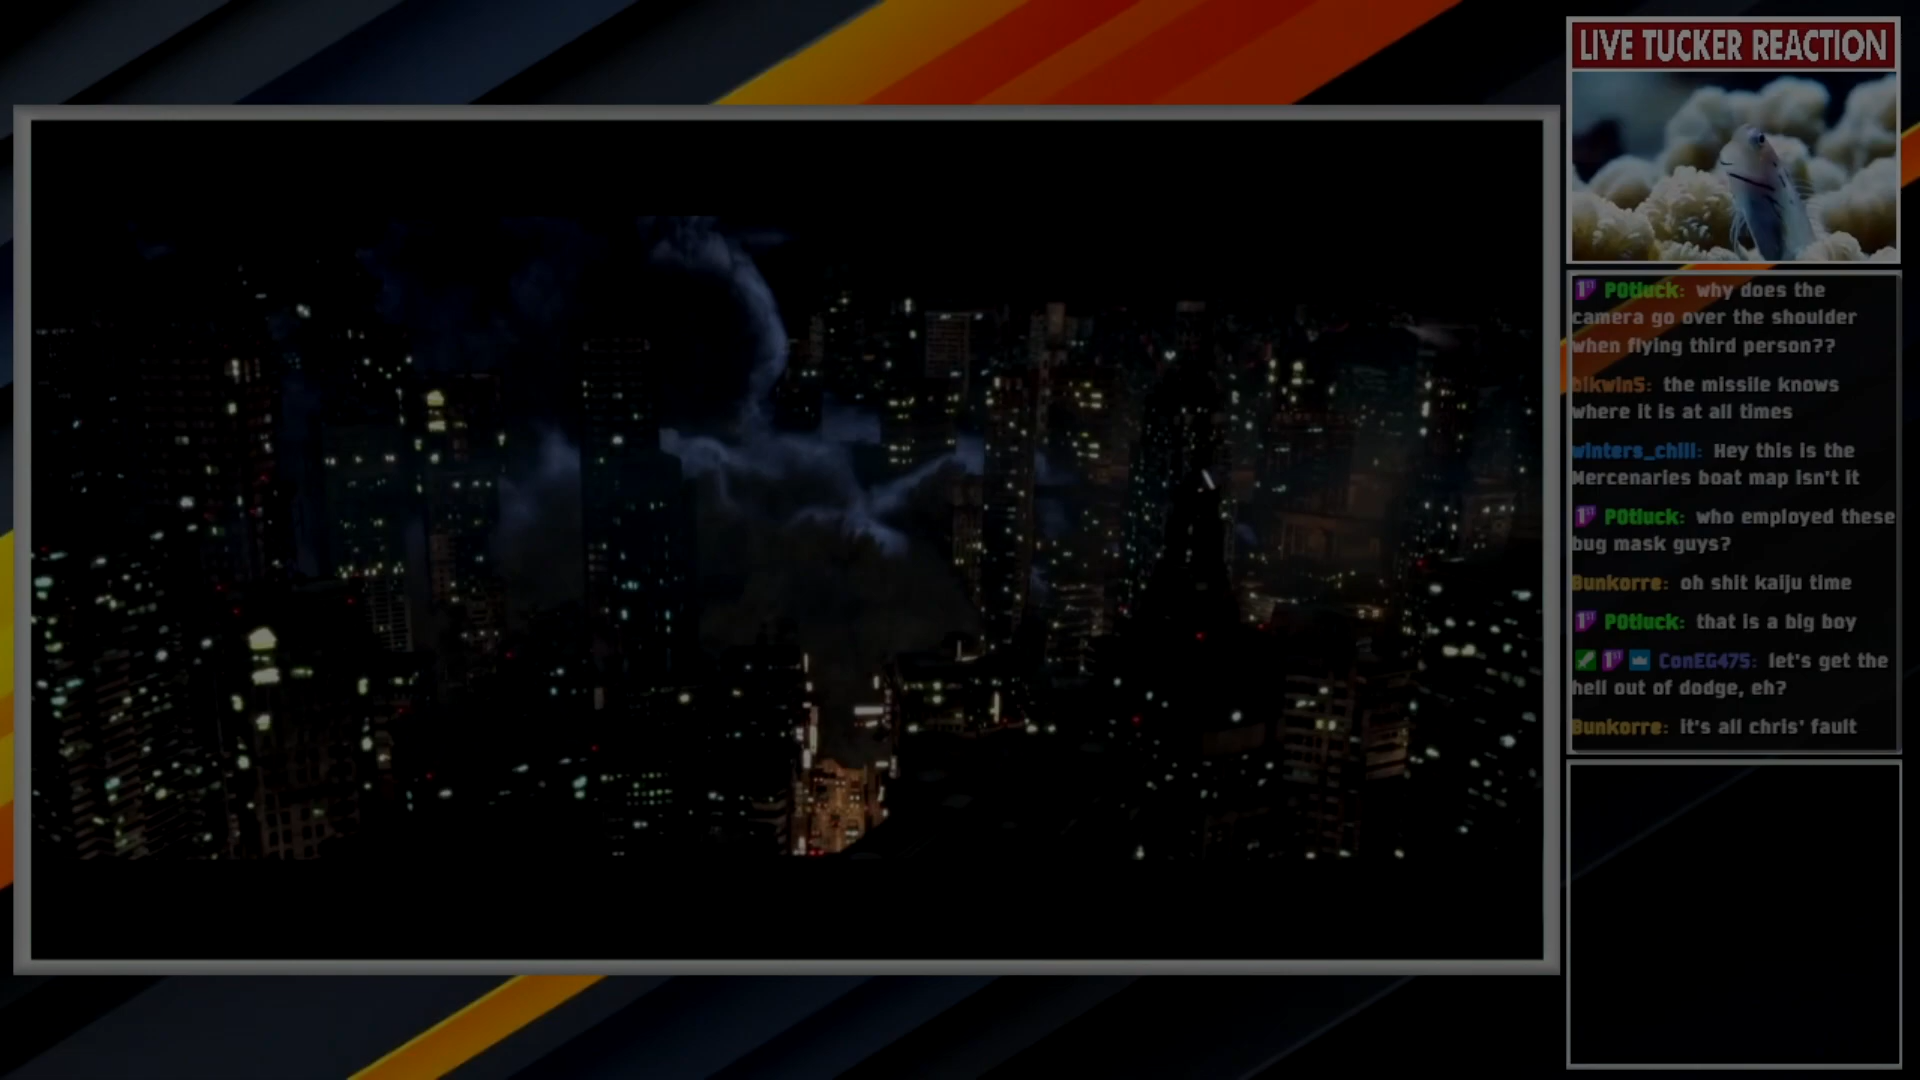 LIVE TUCKER REACTION
P0tluck: why does the
camera go over the shoulder
when flying third person??
blkwin5: the missile knows
where it is at all times
winters_chill: Hey this is the
Mercenaries boat map isn't it
P0tluck: who employed these
bug mask guys?
Bunkorre: oh shit kaiju time
P0tluck: that is a big boy
ConEG475: let's get the
hell out of dodge, eh?
Bunkorre: it's all chris' fault